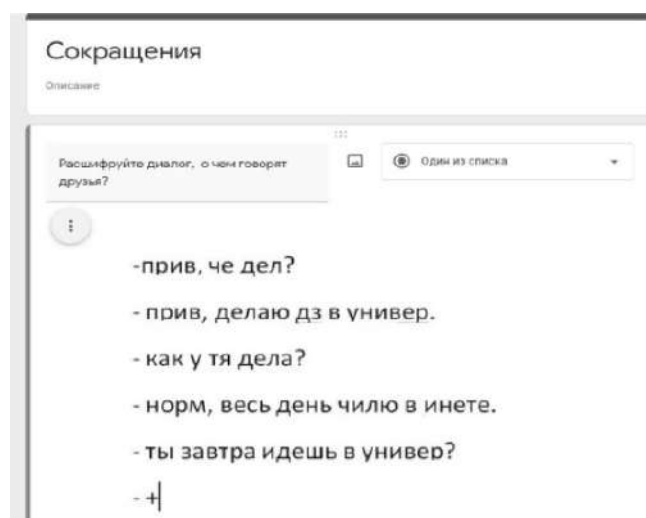 Сокращения
Описание
Расшифруйте диалог, о чем говорят
друзья?
Один из списка
-прив, че дел?
- прив, делаю дз в универ.
- как у тя дела?
- норм, весь день чилю в инете.
- ты завтра идешь в универ?
- +